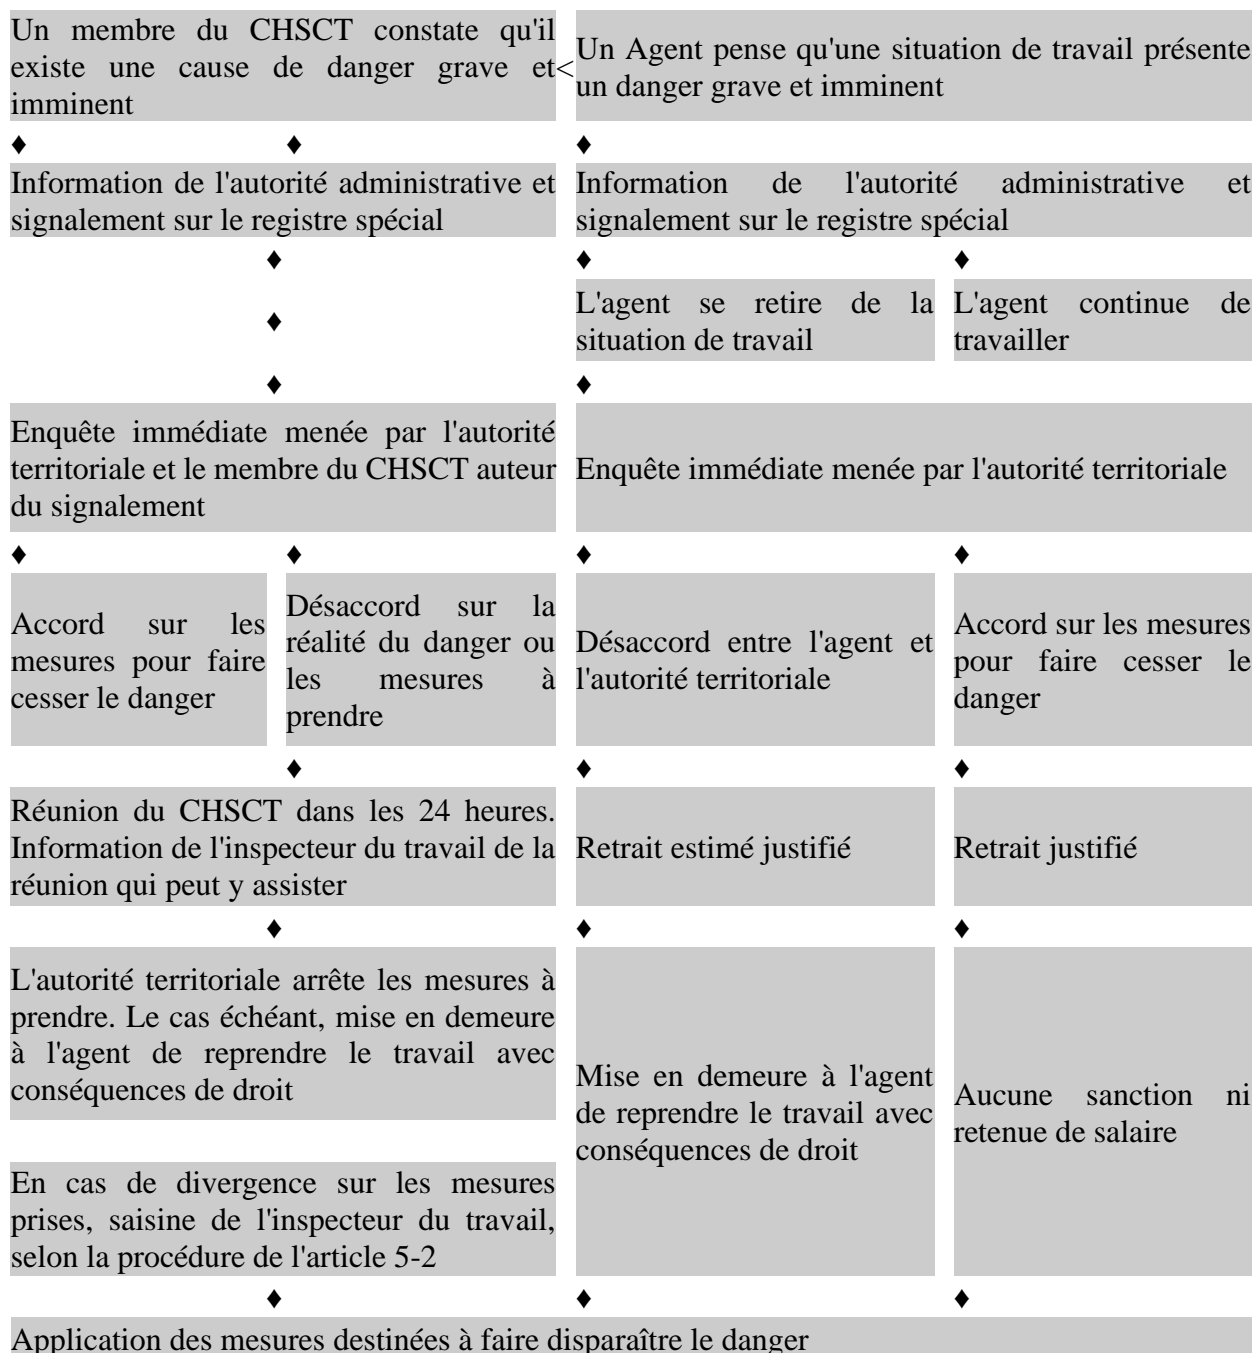 Un membre du CHSCT constate qu'il
existe une cause de danger grave et
imminent
<
Un Agent pense qu'une situation de travail présente
un danger grave et imminent
♦ ♦ ♦
Information de l'autorité administrative et
signalement sur le registre spécial
Information de l'autorité administrative et
signalement sur le registre spécial
♦ ♦ ♦
♦
L'agent se retire de la
situation de travail
L'agent continue de
travailler
♦ ♦
Enquête immédiate menée par l'autorité
territoriale et le membre du CHSCT auteur
du signalement
Enquête immédiate menée par l'autorité territoriale
♦ ♦ ♦ ♦
Accord sur les
mesures pour faire
cesser le danger
Désaccord sur la
réalité du danger ou
les mesures à
prendre
Désaccord entre l'agent et
l'autorité territoriale
Accord sur les mesures
pour faire cesser le
danger
♦ ♦ ♦
Réunion du CHSCT dans les 24 heures.
Information de l'inspecteur du travail de la
réunion qui peut y assister
Retrait estimé justifié
Retrait justifié
♦ ♦ ♦
L'autorité territoriale arrête les mesures à
prendre. Le cas échéant, mise en demeure
à l'agent de reprendre le travail avec
conséquences de droit
En cas de divergence sur les mesures
prises, saisine de l'inspecteur du travail,
selon la procédure de l'article 5-2
Mise en demeure à l'agent
de reprendre le travail avec
conséquences de droit
Aucune sanction ni
retenue de salaire
♦ ♦ ♦
Application des mesures destinées à faire disparaître le danger